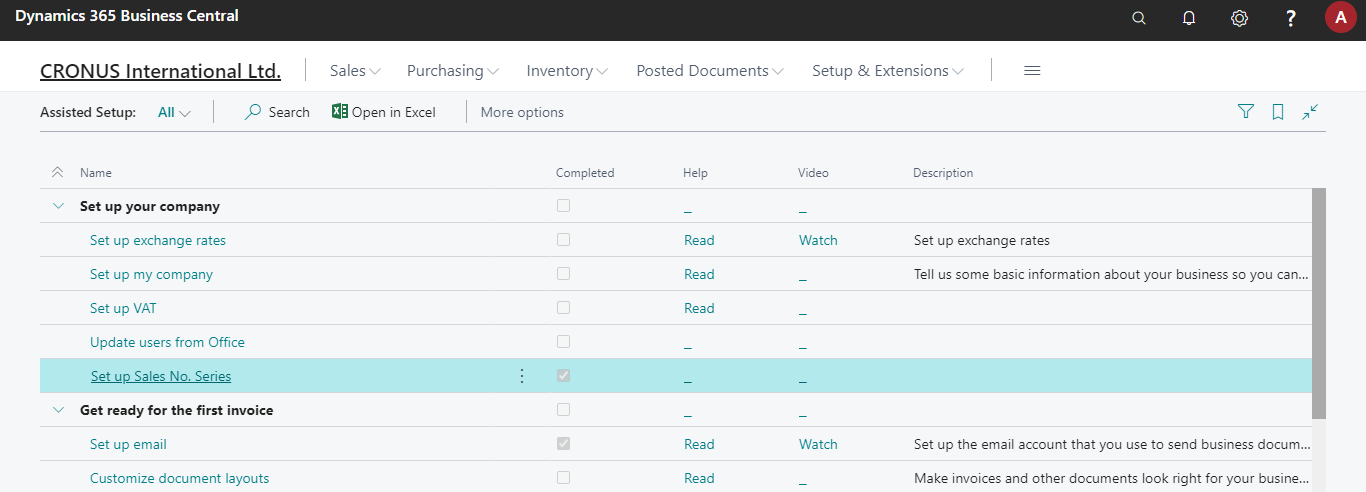 Dynamics 365 Business Central
? A
CRONUS International Ltd. Sales Purchasing Inventory Posted Documents Setup & Extensions
Assisted Setup: All Search Open in Excel More options
Name Completed Help Video Description
Set up your company _ _
Set up exchange rates Read Watch Set up exchange rates
Set up my company Read _ Tell us some basic information about your business so you can...
Set up VAT Read _
Update users from Office _ _
Set up Sales No. Series _ _
Get ready for the first invoice _ _
Set up email Read Watch Set up the email account that you use to send business docum...
Customize document layouts Read _ Make invoices and other documents look right for your busine...